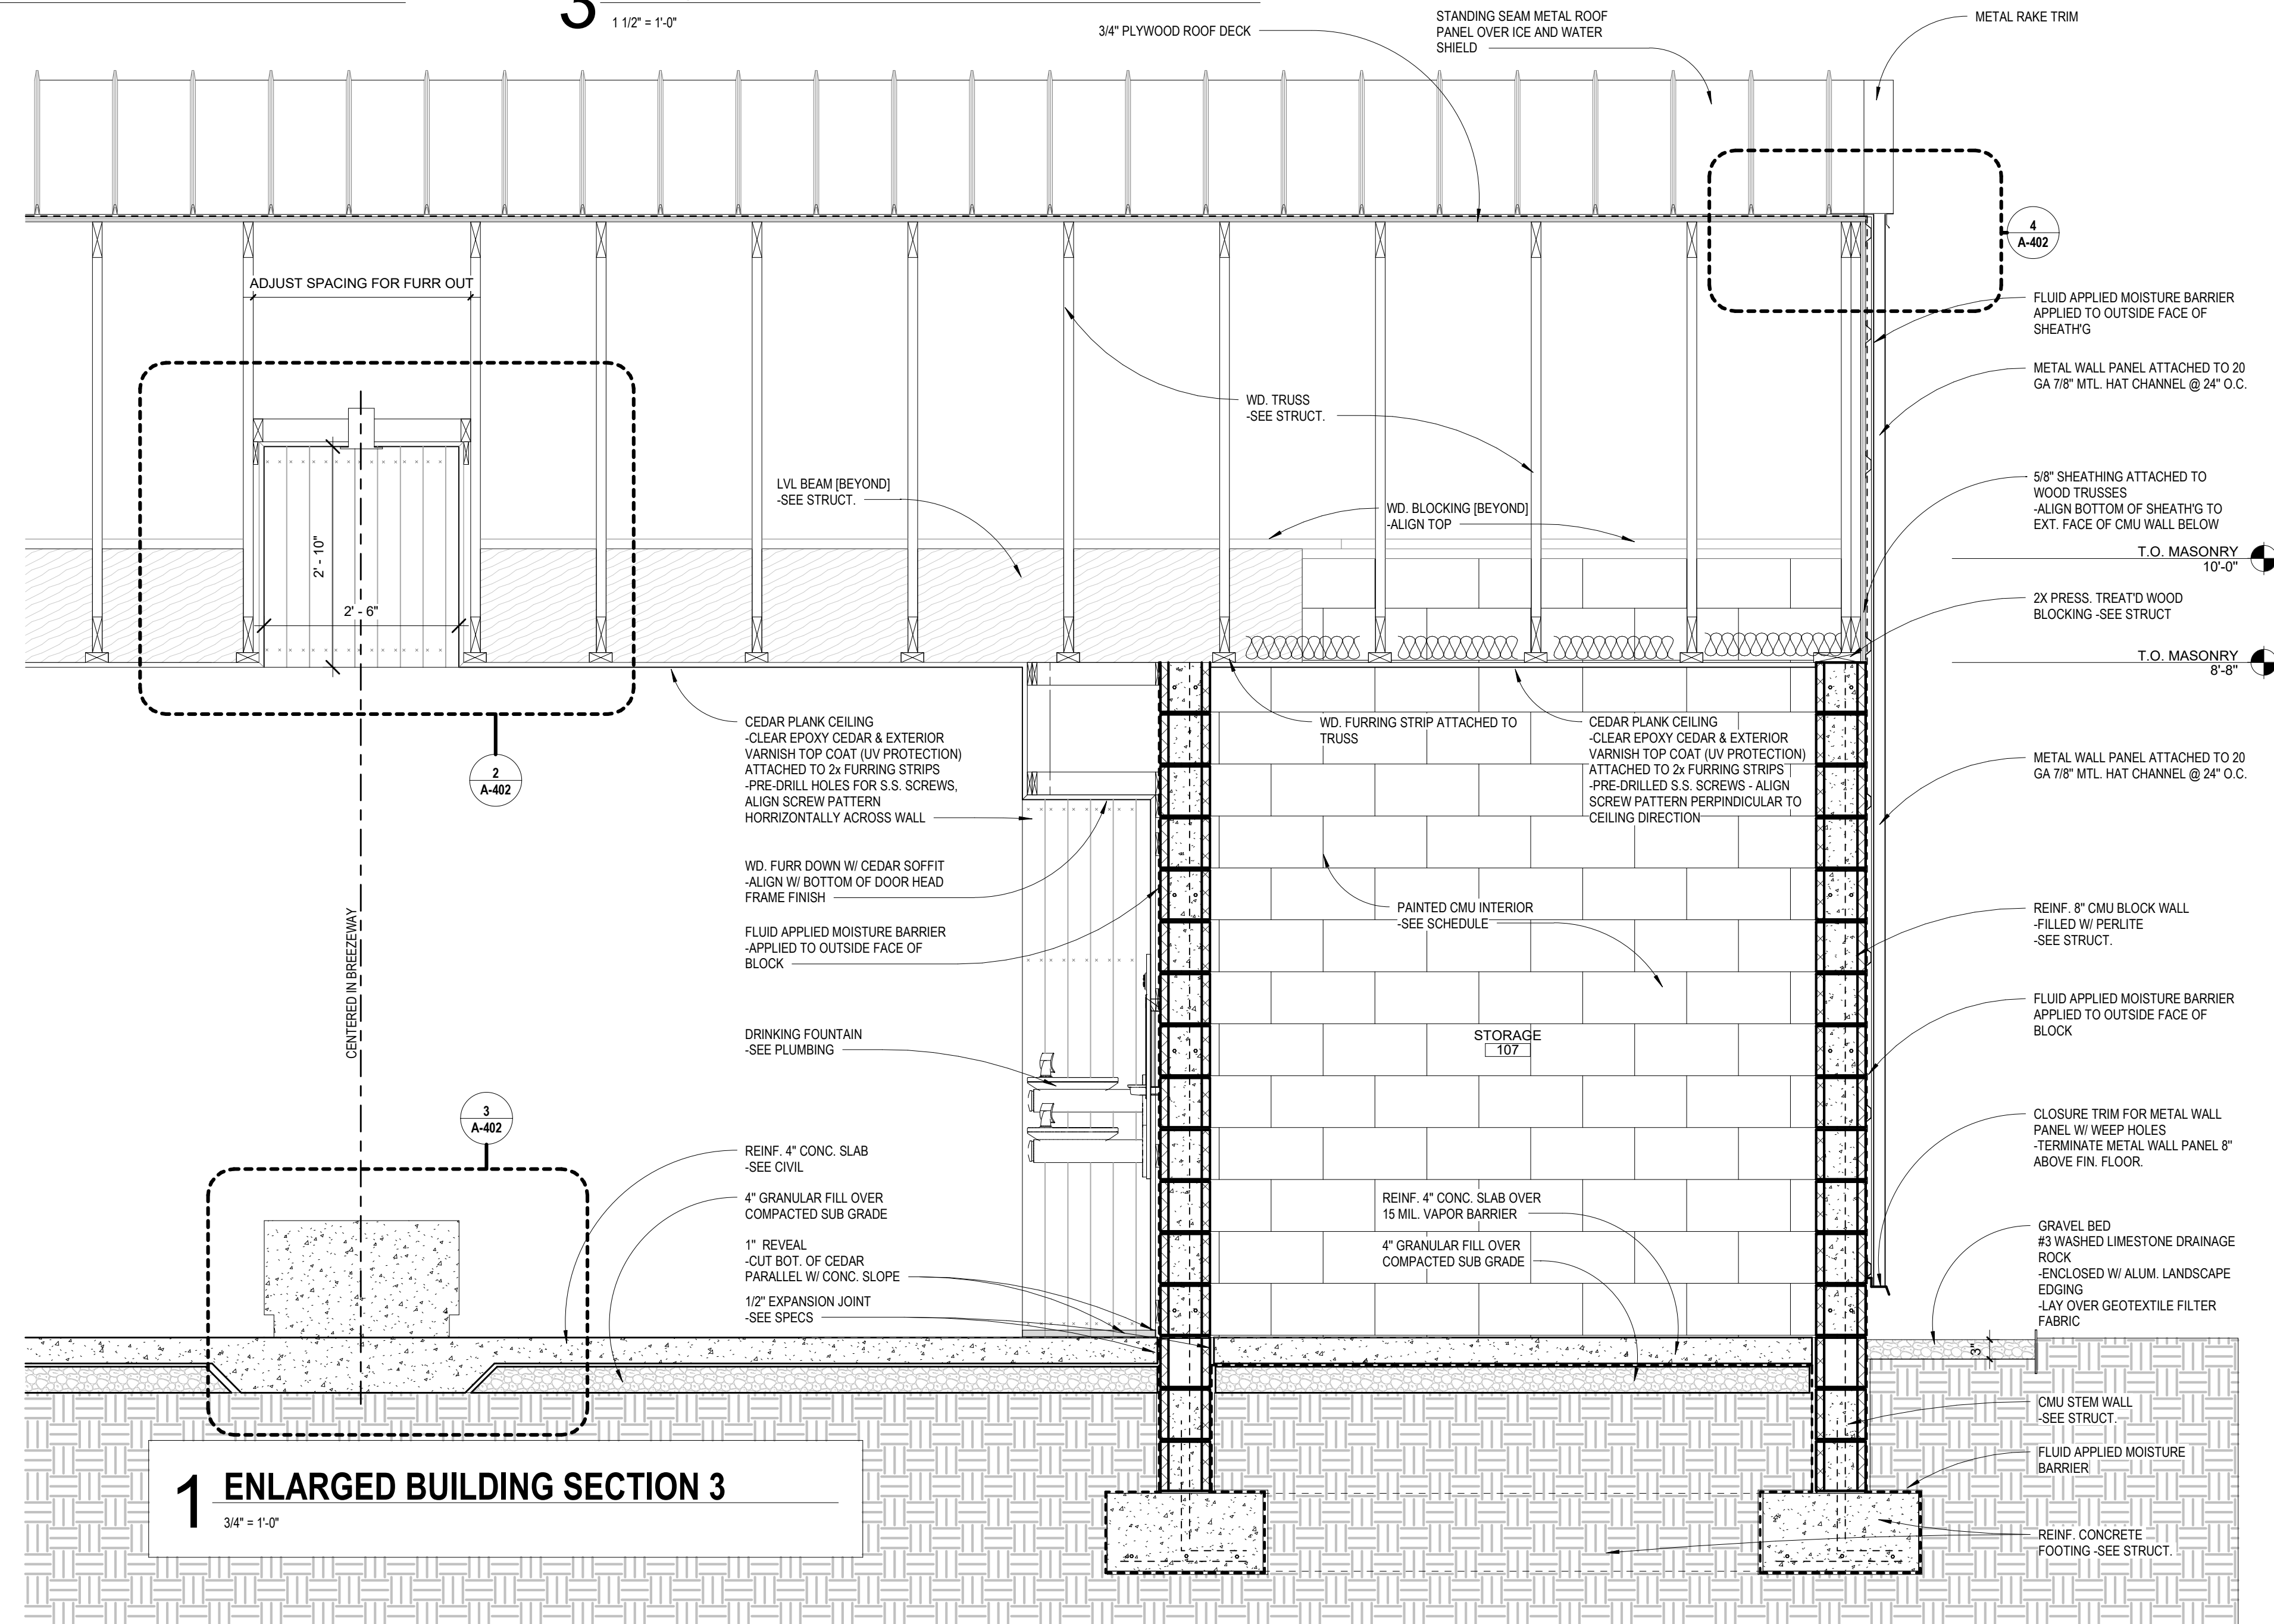 3
1 1/2" = 1'-0"
3/4" PLYWOOD ROOF DECK
STANDING SEAM METAL ROOF
PANEL OVER ICE AND WATER
SHIELD
METAL RAKE TRIM
4
A-402
ADJUST SPACING FOR FURR OUT
FLUID APPLIED MOISTURE BARRIER
APPLIED TO OUTSIDE FACE OF
SHEATH'G
METAL WALL PANEL ATTACHED TO 20
GA 7/8" MTL. HAT CHANNEL @ 24" O.C.
WD. TRUSS
-SEE STRUCT.
LVL BEAM [BEYOND]
-SEE STRUCT.
WD. BLOCKING [BEYOND]
-ALIGN TOP
5/8" SHEATHING ATTACHED TO
WOOD TRUSSES
-ALIGN BOTTOM OF SHEATH'G TO
EXT. FACE OF CMU WALL BELOW
T.O. MASONRY
10'-0"
2' - 10"
2' - 6"
2X PRESS. TREAT'D WOOD
BLOCKING -SEE STRUCT
T.O. MASONRY
8'-8"
2
A-402
CEDAR PLANK CEILING
-CLEAR EPOXY CEDAR & EXTERIOR
VARNISH TOP COAT (UV PROTECTION)
ATTACHED TO 2x FURRING STRIPS
-PRE-DRILL HOLES FOR S.S. SCREWS,
ALIGN SCREW PATTERN
HORRIZONTALLY ACROSS WALL
WD. FURRING STRIP ATTACHED TO
TRUSS
CEDAR PLANK CEILING
-CLEAR EPOXY CEDAR & EXTERIOR
VARNISH TOP COAT (UV PROTECTION)
ATTACHED TO 2x FURRING STRIPS
-PRE-DRILLED S.S. SCREWS - ALIGN
SCREW PATTERN PERPINDICULAR TO
CEILING DIRECTION
METAL WALL PANEL ATTACHED TO 20
GA 7/8" MTL. HAT CHANNEL @ 24" O.C.
WD. FURR DOWN W/ CEDAR SOFFIT
-ALIGN W/ BOTTOM OF DOOR HEAD
FRAME FINISH
CENTERED IN BREEZEWAY
PAINTED CMU INTERIOR
-SEE SCHEDULE
REINF. 8" CMU BLOCK WALL
-FILLED W/ PERLITE
-SEE STRUCT.
FLUID APPLIED MOISTURE BARRIER
-APPLIED TO OUTSIDE FACE OF
BLOCK
FLUID APPLIED MOISTURE BARRIER
APPLIED TO OUTSIDE FACE OF
BLOCK
DRINKING FOUNTAIN
-SEE PLUMBING
STORAGE
107
3
A-402
CLOSURE TRIM FOR METAL WALL
PANEL W/ WEEP HOLES
-TERMINATE METAL WALL PANEL 8"
ABOVE FIN. FLOOR.
REINF. 4" CONC. SLAB
-SEE CIVIL
4" GRANULAR FILL OVER
COMPACTED SUB GRADE
REINF. 4" CONC. SLAB OVER
15 MIL. VAPOR BARRIER
4" GRANULAR FILL OVER
COMPACTED SUB GRADE
1" REVEAL
-CUT BOT. OF CEDAR
PARALLEL W/ CONC. SLOPE
1/2" EXPANSION JOINT
-SEE SPECS
GRAVEL BED
#3 WASHED LIMESTONE DRAINAGE
ROCK
-ENCLOSED W/ ALUM. LANDSCAPE
EDGING
-LAY OVER GEOTEXTILE FILTER
FABRIC
3"
CMU STEM WALL
-SEE STRUCT.
FLUID APPLIED MOISTURE
BARRIER
REINF. CONCRETE
FOOTING -SEE STRUCT.
1 ENLARGED BUILDING SECTION 3
3/4" = 1'-0"